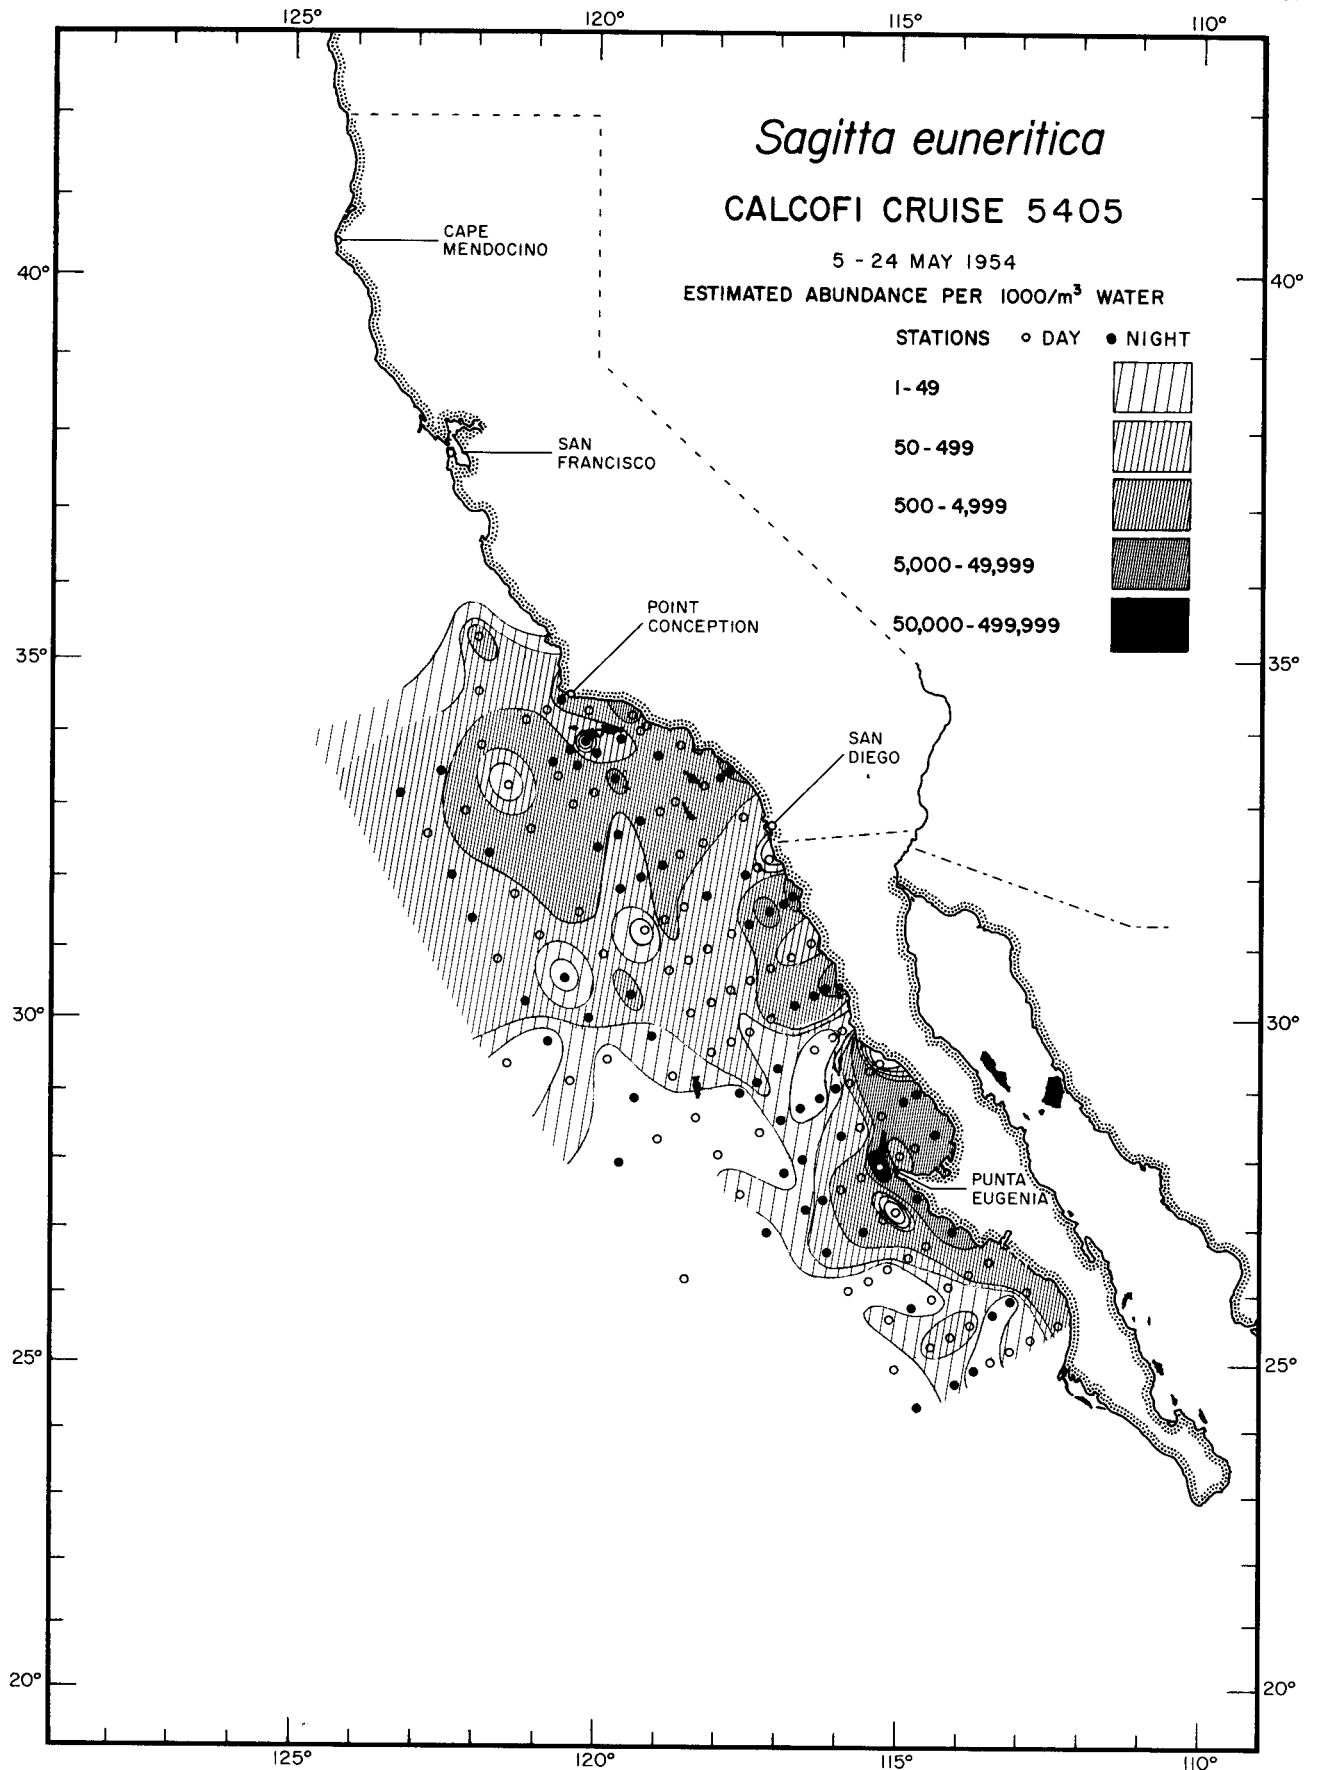 125°
120°
115°
110°
Sagitta euneritica
CALCOFI CRUISE 5405
5 - 24 MAY 1954
ESTIMATED ABUNDANCE PER 1000/m³ WATER
STATIONS ○ DAY ● NIGHT
1 - 49
50 - 499
500 - 4,999
5,000 - 49,999
50,000 - 499,999
CAPE
MENDOCINO
40°
40°
SAN
FRANCISCO
POINT
CONCEPTION
35°
35°
SAN
DIEGO
30°
30°
PUNTA
EUGENIA
25°
25°
20°
20°
125°
120°
115°
110°